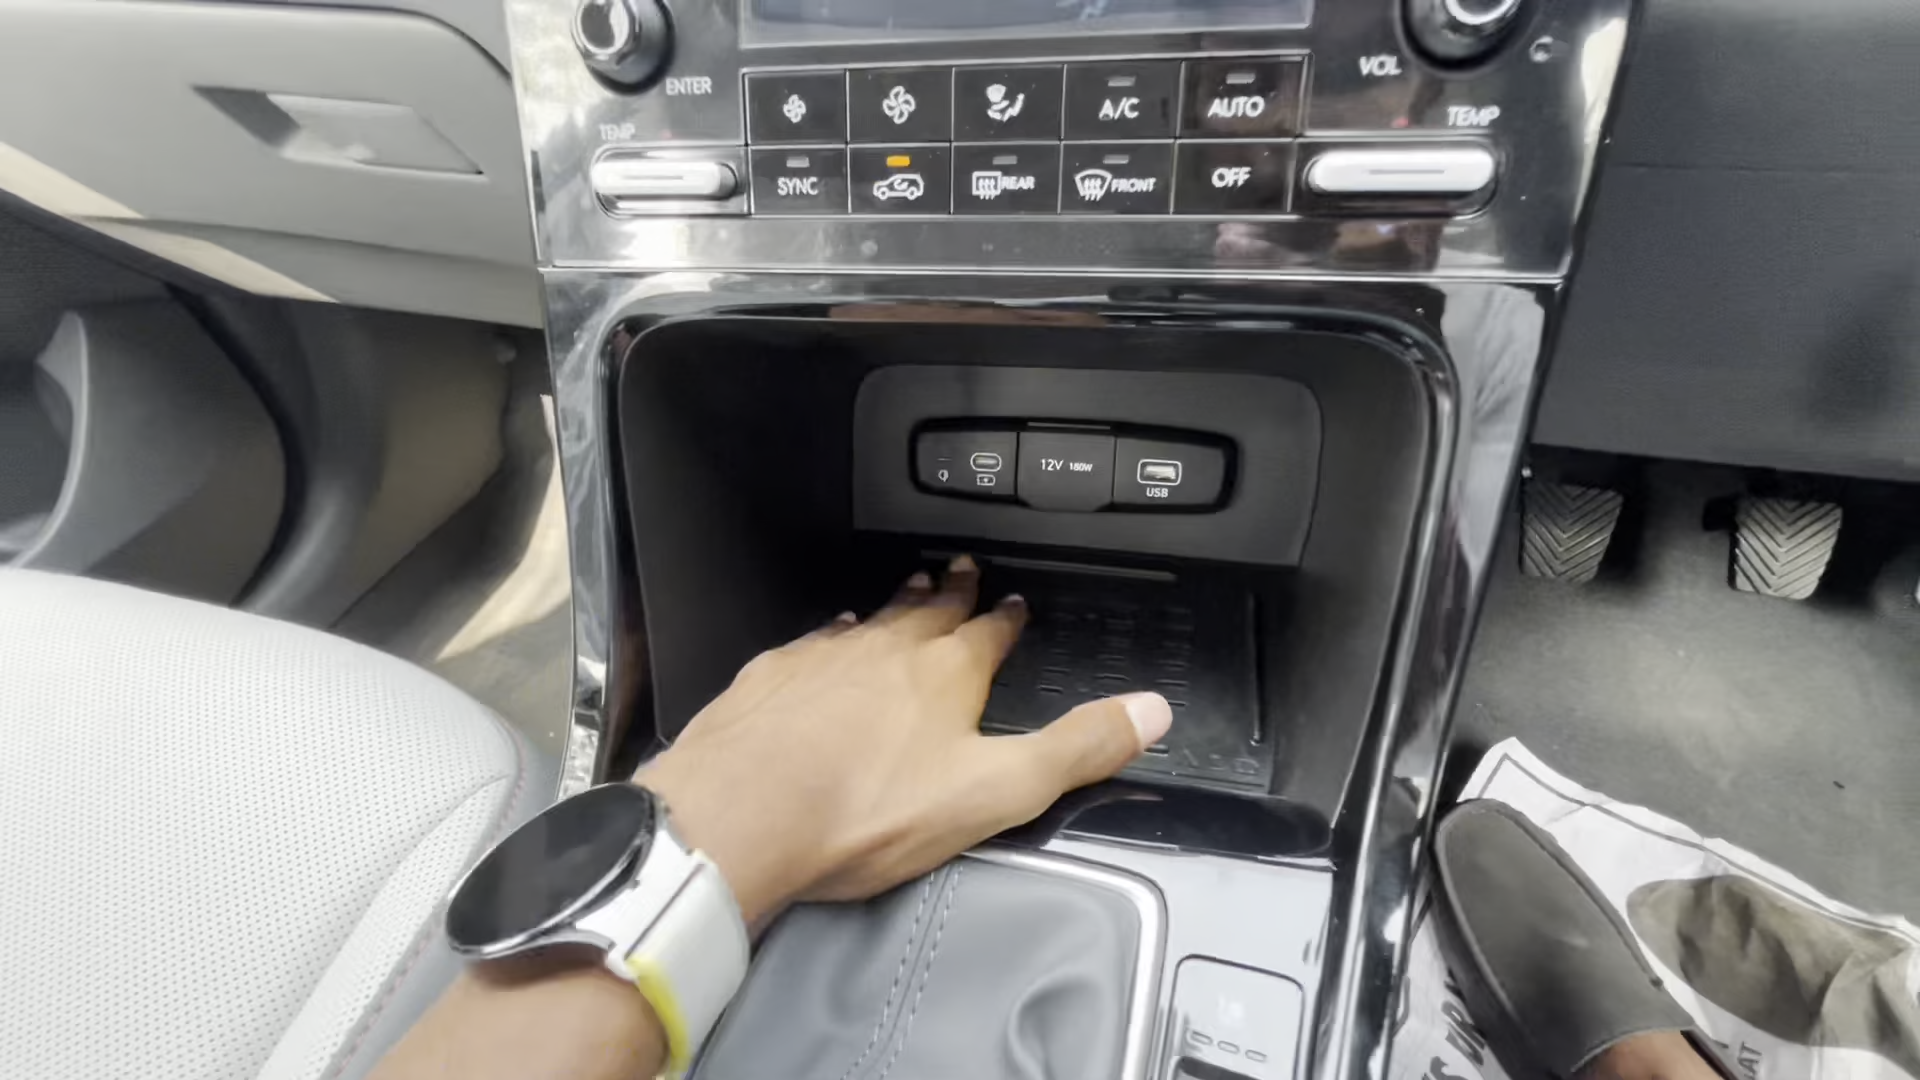 ENTER
VOL
TEMP
A/C
AUTO
TEMP
SYNC
REAR
FRONT
OFF
12V 180W
USB